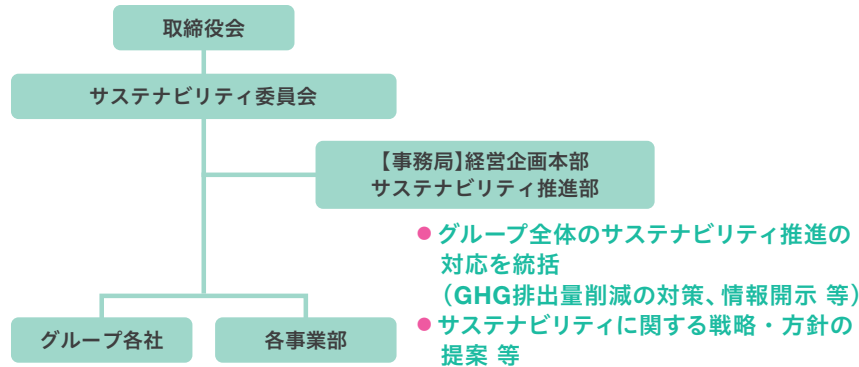 取締役会
サステナビリティ委員会
【事務局】経営企画本部
サステナビリティ推進部
● グループ全体のサステナビリティ推進の
対応を統括
（GHG排出量削減の対策、情報開示 等）
● サステナビリティに関する戦略・方針の
提案 等
グループ各社
各事業部